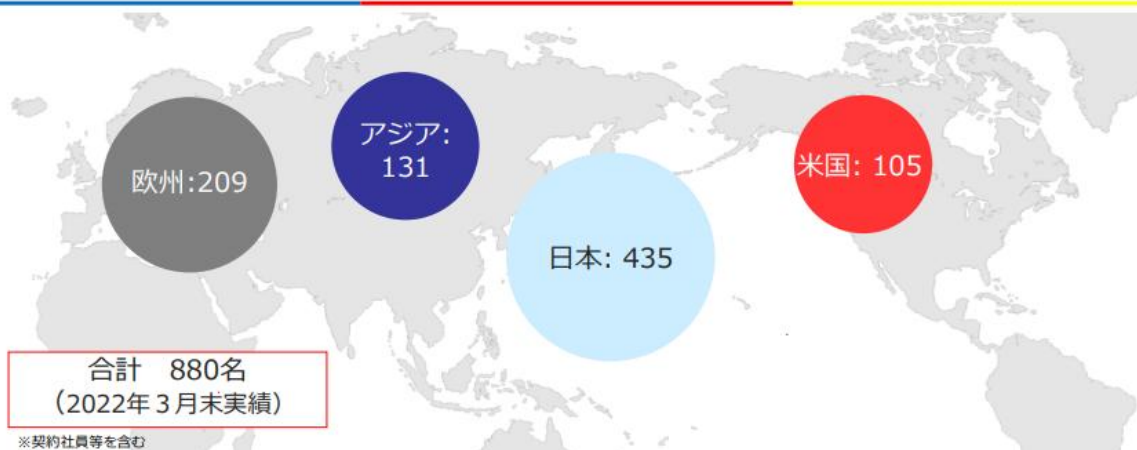 アジア:
131
欧州:209
米国: 105
日本: 435
合計　880名
（2022年３月末実績）
※契約社員等を含む